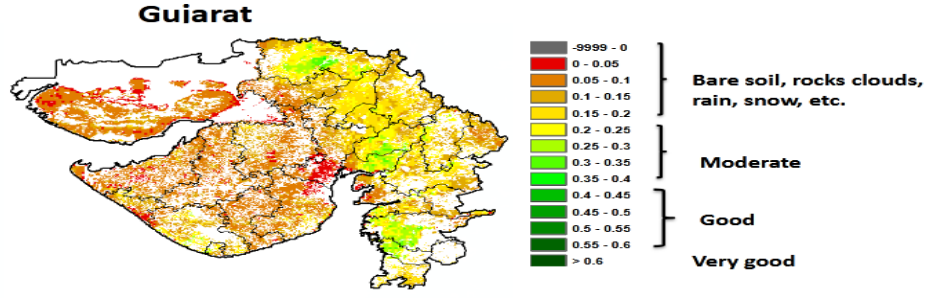 Gujarat
-9999 - 0
0 - 0.05
0.05 - 0.1
0.1 - 0.15
0.15 - 0.2
0.2 - 0.25
0.25 - 0.3
0.3 - 0.35
0.35 - 0.4
0.4 - 0.45
0.45 - 0.5
0.5 - 0.55
0.55 - 0.6
> 0.6
Bare soil, rocks clouds,
rain, snow, etc.
Moderate
Good
Very good